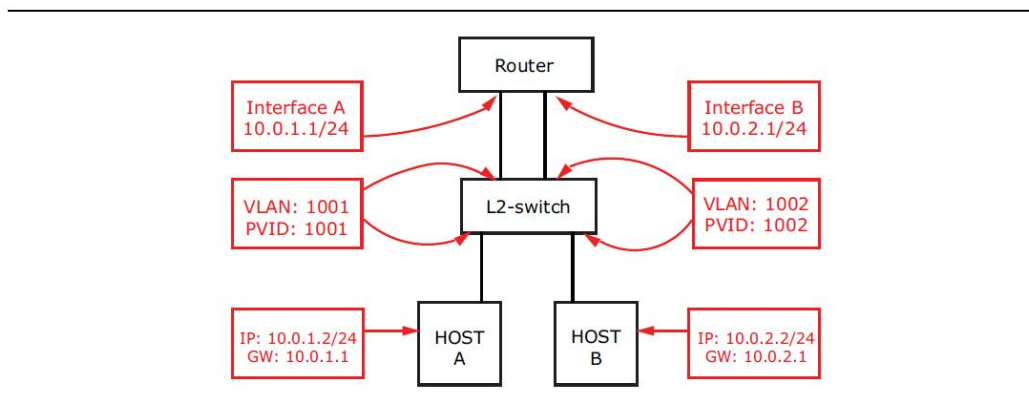 Router
Interface A
10.0.1.1/24
Interface B
10.0.2.1/24
VLAN: 1001
PVID: 1001
L2-switch
VLAN: 1002
PVID: 1002
IP: 10.0.1.2/24
GW: 10.0.1.1
HOST
A
HOST
B
IP: 10.0.2.2/24
GW: 10.0.2.1